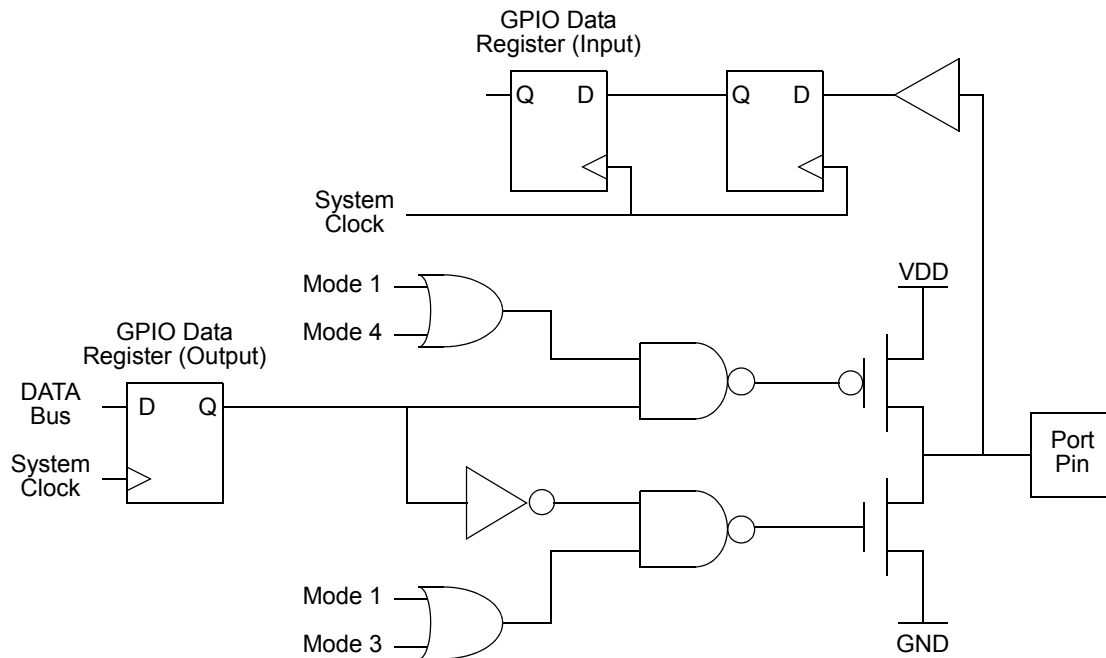 GPIO Data
Register (Input)
Q D
Q D
System
Clock
Mode 1
Mode 4
VDD
GPIO Data
Register (Output)
DATA
Bus
D Q
System
Clock
Port
Pin
Mode 1
Mode 3
GND